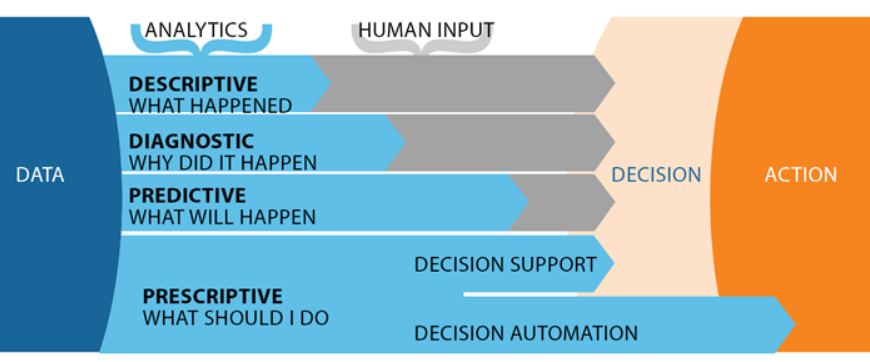 ANALYTICS
HUMAN INPUT
DESCRIPTIVE
WHAT HAPPENED
DIAGNOSTIC
WHY DID IT HAPPEN
DATA
DECISION
ACTION
PREDICTIVE
WHAT WILL HAPPEN
DECISION SUPPORT
PRESCRIPTIVE
WHAT SHOULD I DO
DECISION AUTOMATION